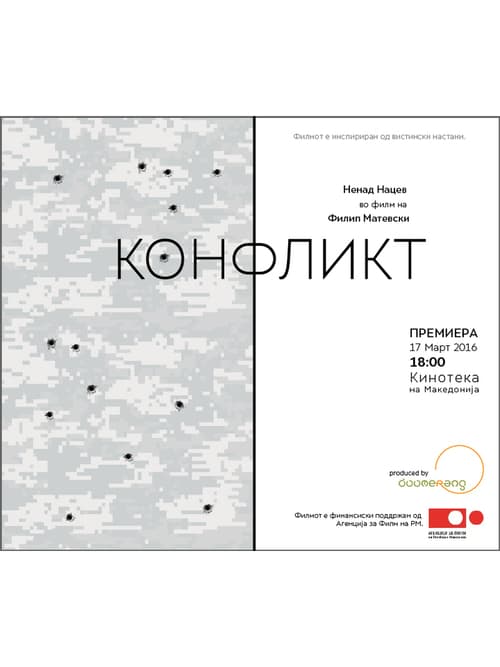 Филмот е инспириран од вистински настани.
Ненад Нацев
во филм на
Филип Матевски
КОНФЛИКТ
ПРЕМИЕРА
17 Март 2016
18:00
Кинотека
на Македонија
produced by
boomerang
Филмот е финансиски поддржан од
Агенција за Филм на РМ.